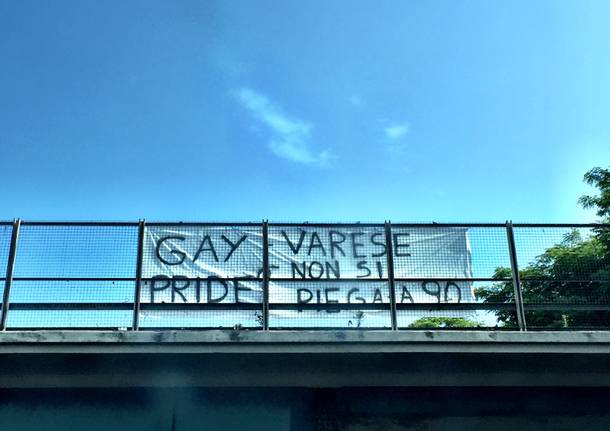 GAY
PRIDE
VARESE
NON SI
PIEGA A 90